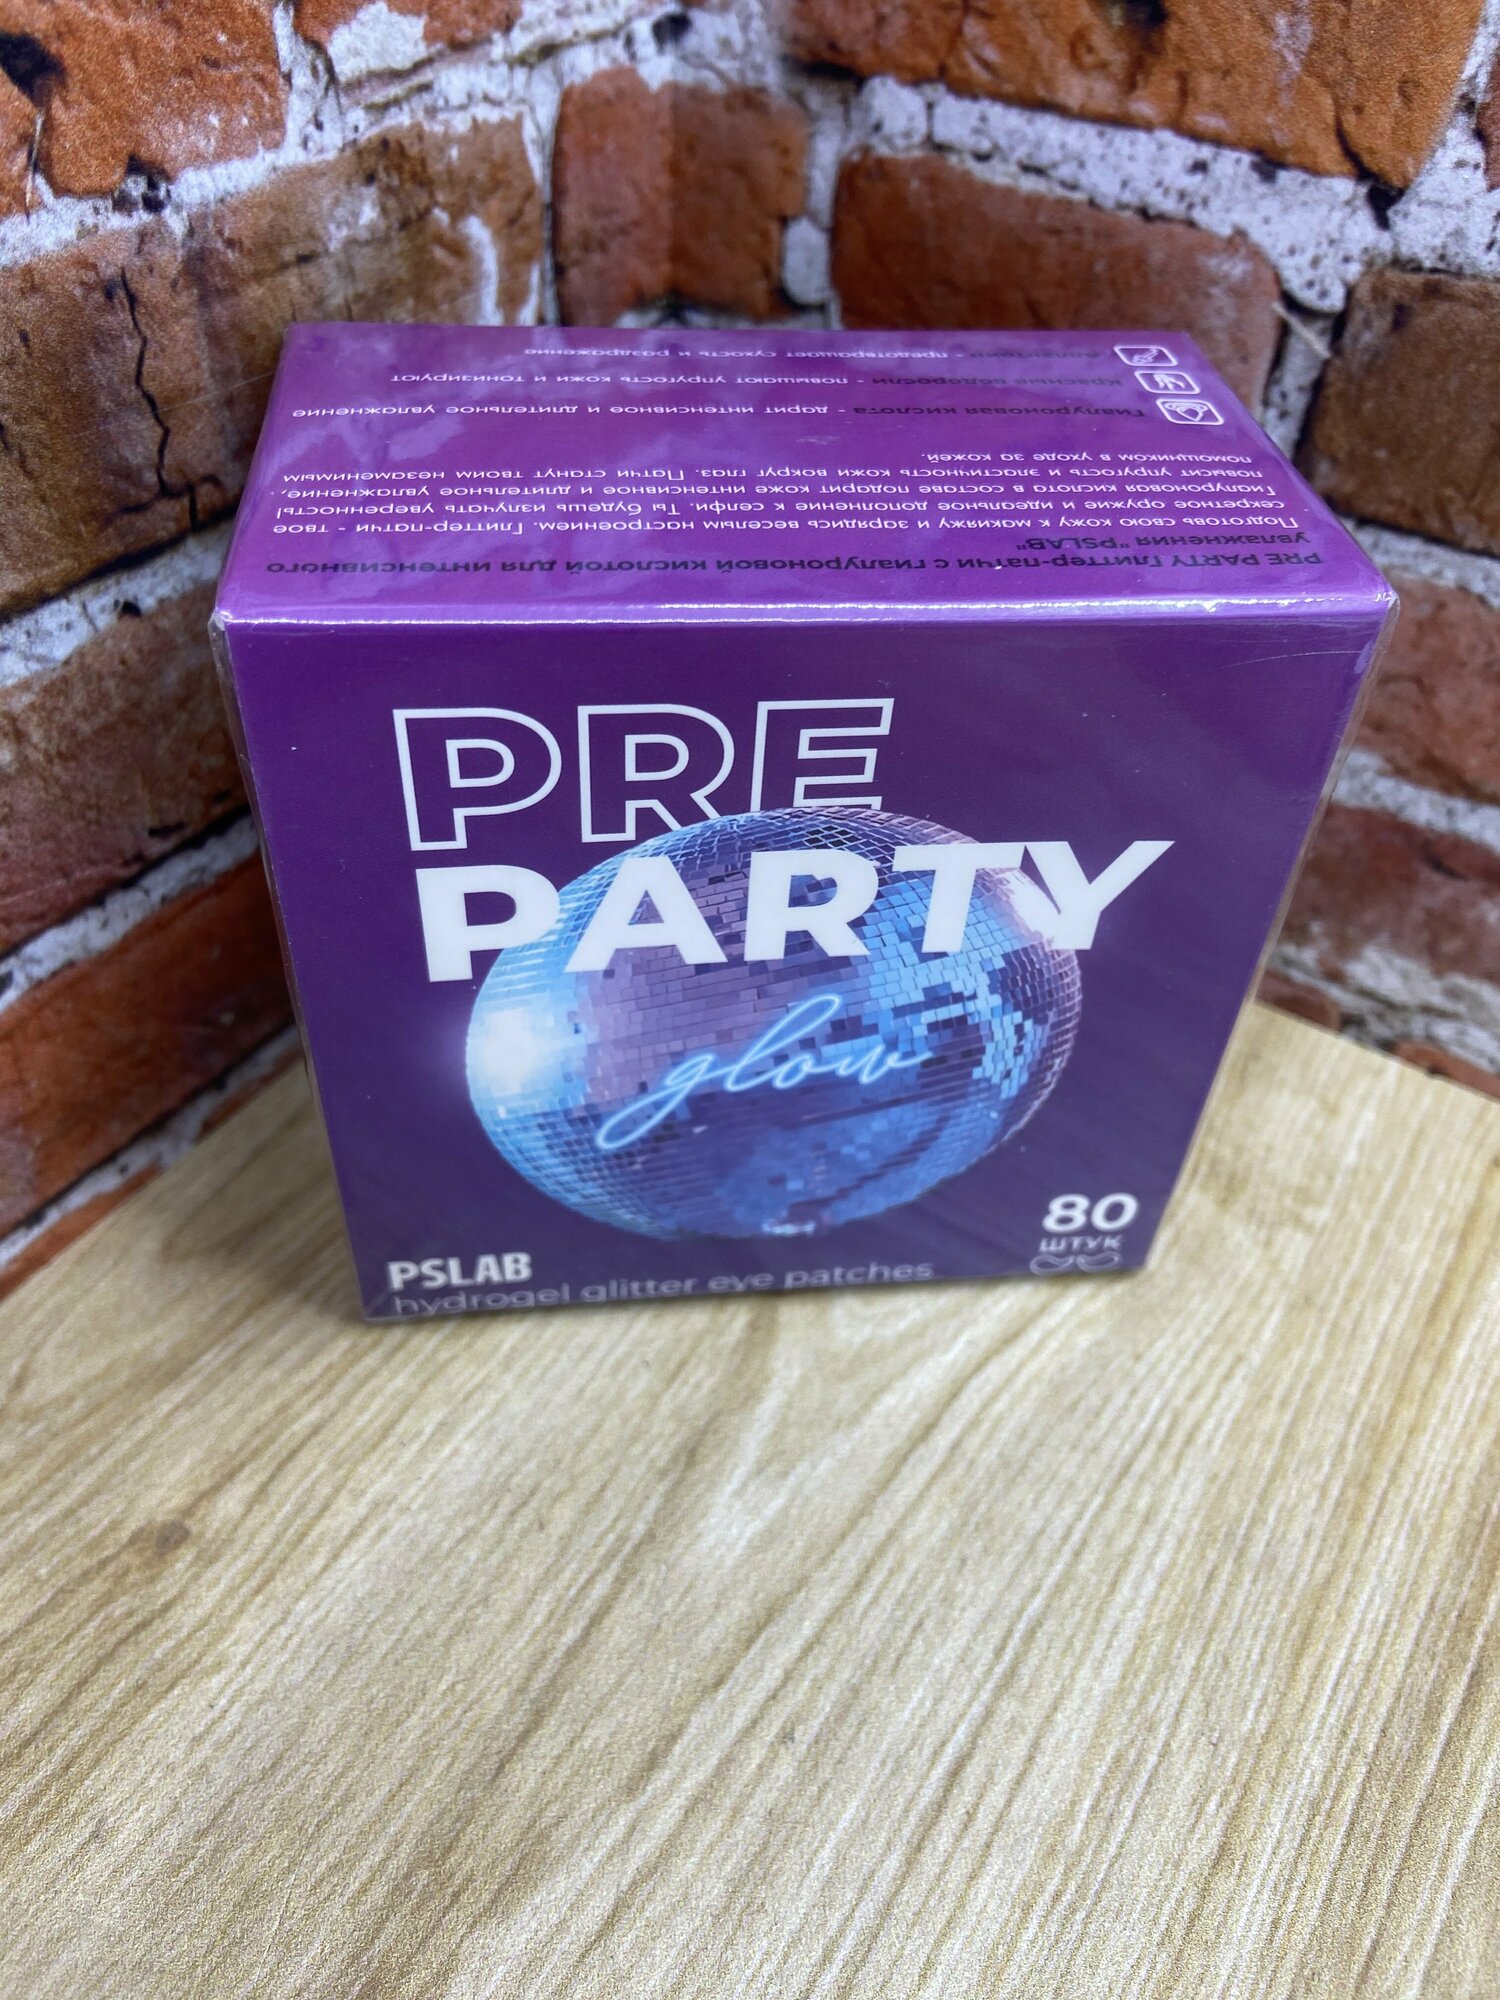 PRE
PARTY
glow
PSLAB
hydrogel glitter eye patches
80
ШТУК
PRE PARTY Глиттер-патчи с гиалуроновой кислотой для интенсивного
увлажнения "PSLAB"
Подготовь свою кожу к макияжу и зарядись веселым настроением. Глиттер-патчи - твое
секретное оружие и идеальное дополнение к селфи. Ты будешь излучать уверенность!
Гиалуроновая кислота в составе подарит коже интенсивное и длительное увлажнение,
повысит упругость и эластичность кожи вокруг глаз. Патчи станут твоим незаменимым
помощником в уходе за кожей.
Гиалуроновая кислота - дарит интенсивное и длительное увлажнение
Красные водоросли - повышают упругость кожи и тонизируют
Аллантоин - предотвращает сухость и раздражение